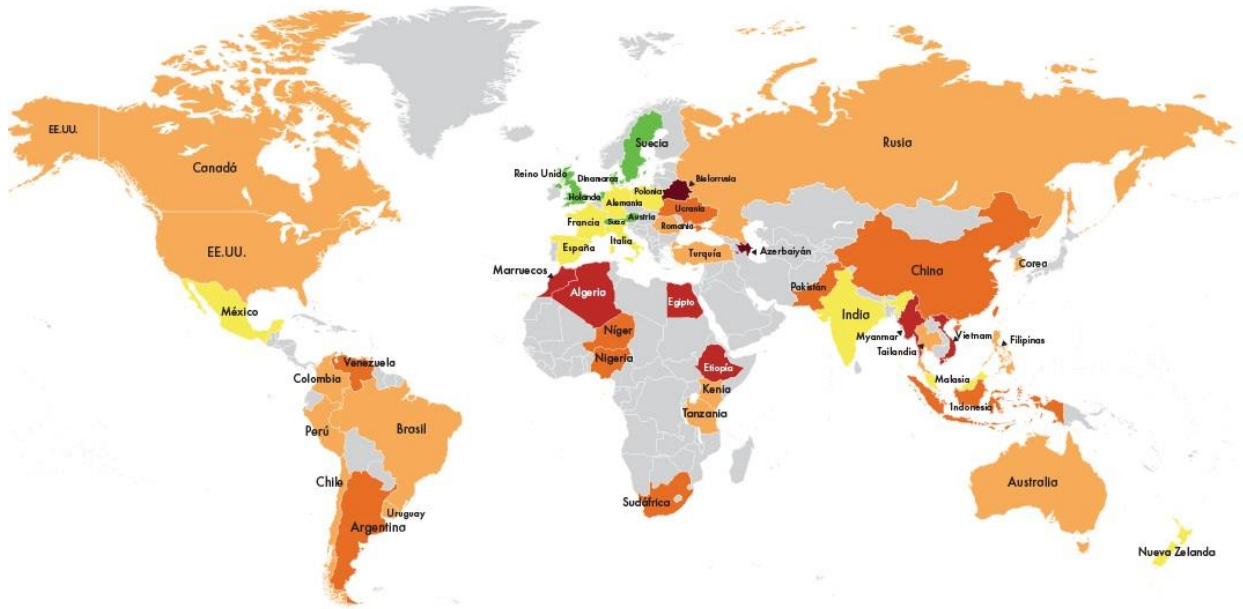 EE.UU.
Canadá
EE.UU.
México
Venezuela
Colombia
Perú
Brasil
Chile
Uruguay
Argentina
Suecia
Reino Unido
Dinamarca
Holanda
Polonia
Bielorrusia
Alemania
Ucrania
Francia
Suiza
Austria
Rumania
España
Italia
Turquía
Azerbaiyán
Rusia
Marruecos
Algeria
Egipto
Níger
Nigeria
Etiopía
Kenia
Tanzania
Sudáfrica
China
Corea
Pakistán
India
Myanmar
Vietnam
Filipinas
Tailandia
Malasia
Indonesia
Australia
Nueva Zelanda